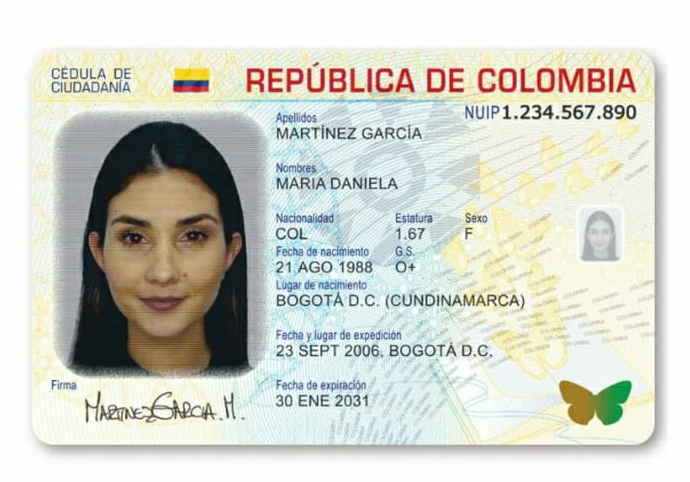 CÉDULA DE
CIUDADANÍA
REPÚBLICA DE COLOMBIA
NUIP 1.234.567.890
Apellidos
MARTÍNEZ GARCÍA
Nombres
MARIA DANIELA
Nacionalidad Estatura Sexo
COL 1.67 F
Fecha de nacimiento G.S.
21 AGO 1988 O+
Lugar de nacimiento
BOGOTÁ D.C. (CUNDINAMARCA)
Fecha y lugar de expedición
23 SEPT 2006, BOGOTÁ D.C.
Firma
MARTINEZ GARCIA. M.
Fecha de expiración
30 ENE 2031